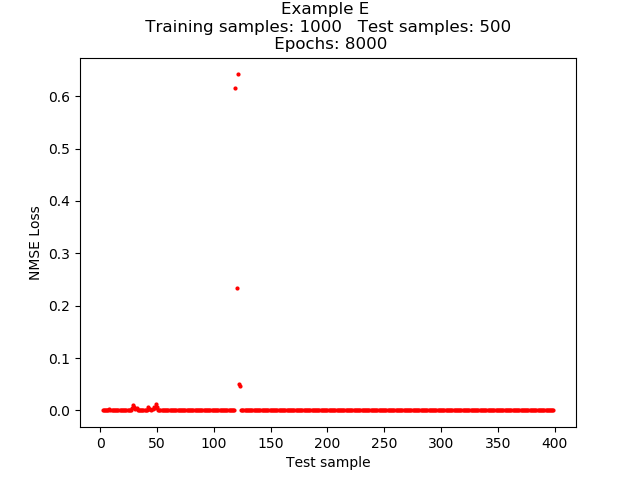 Example E
Training samples: 1000   Test samples: 500
Epochs: 8000
NMSE Loss
0.6
0.5
0.4
0.3
0.2
0.1
0.0
0 50 100 150 200 250 300 350 400
Test sample